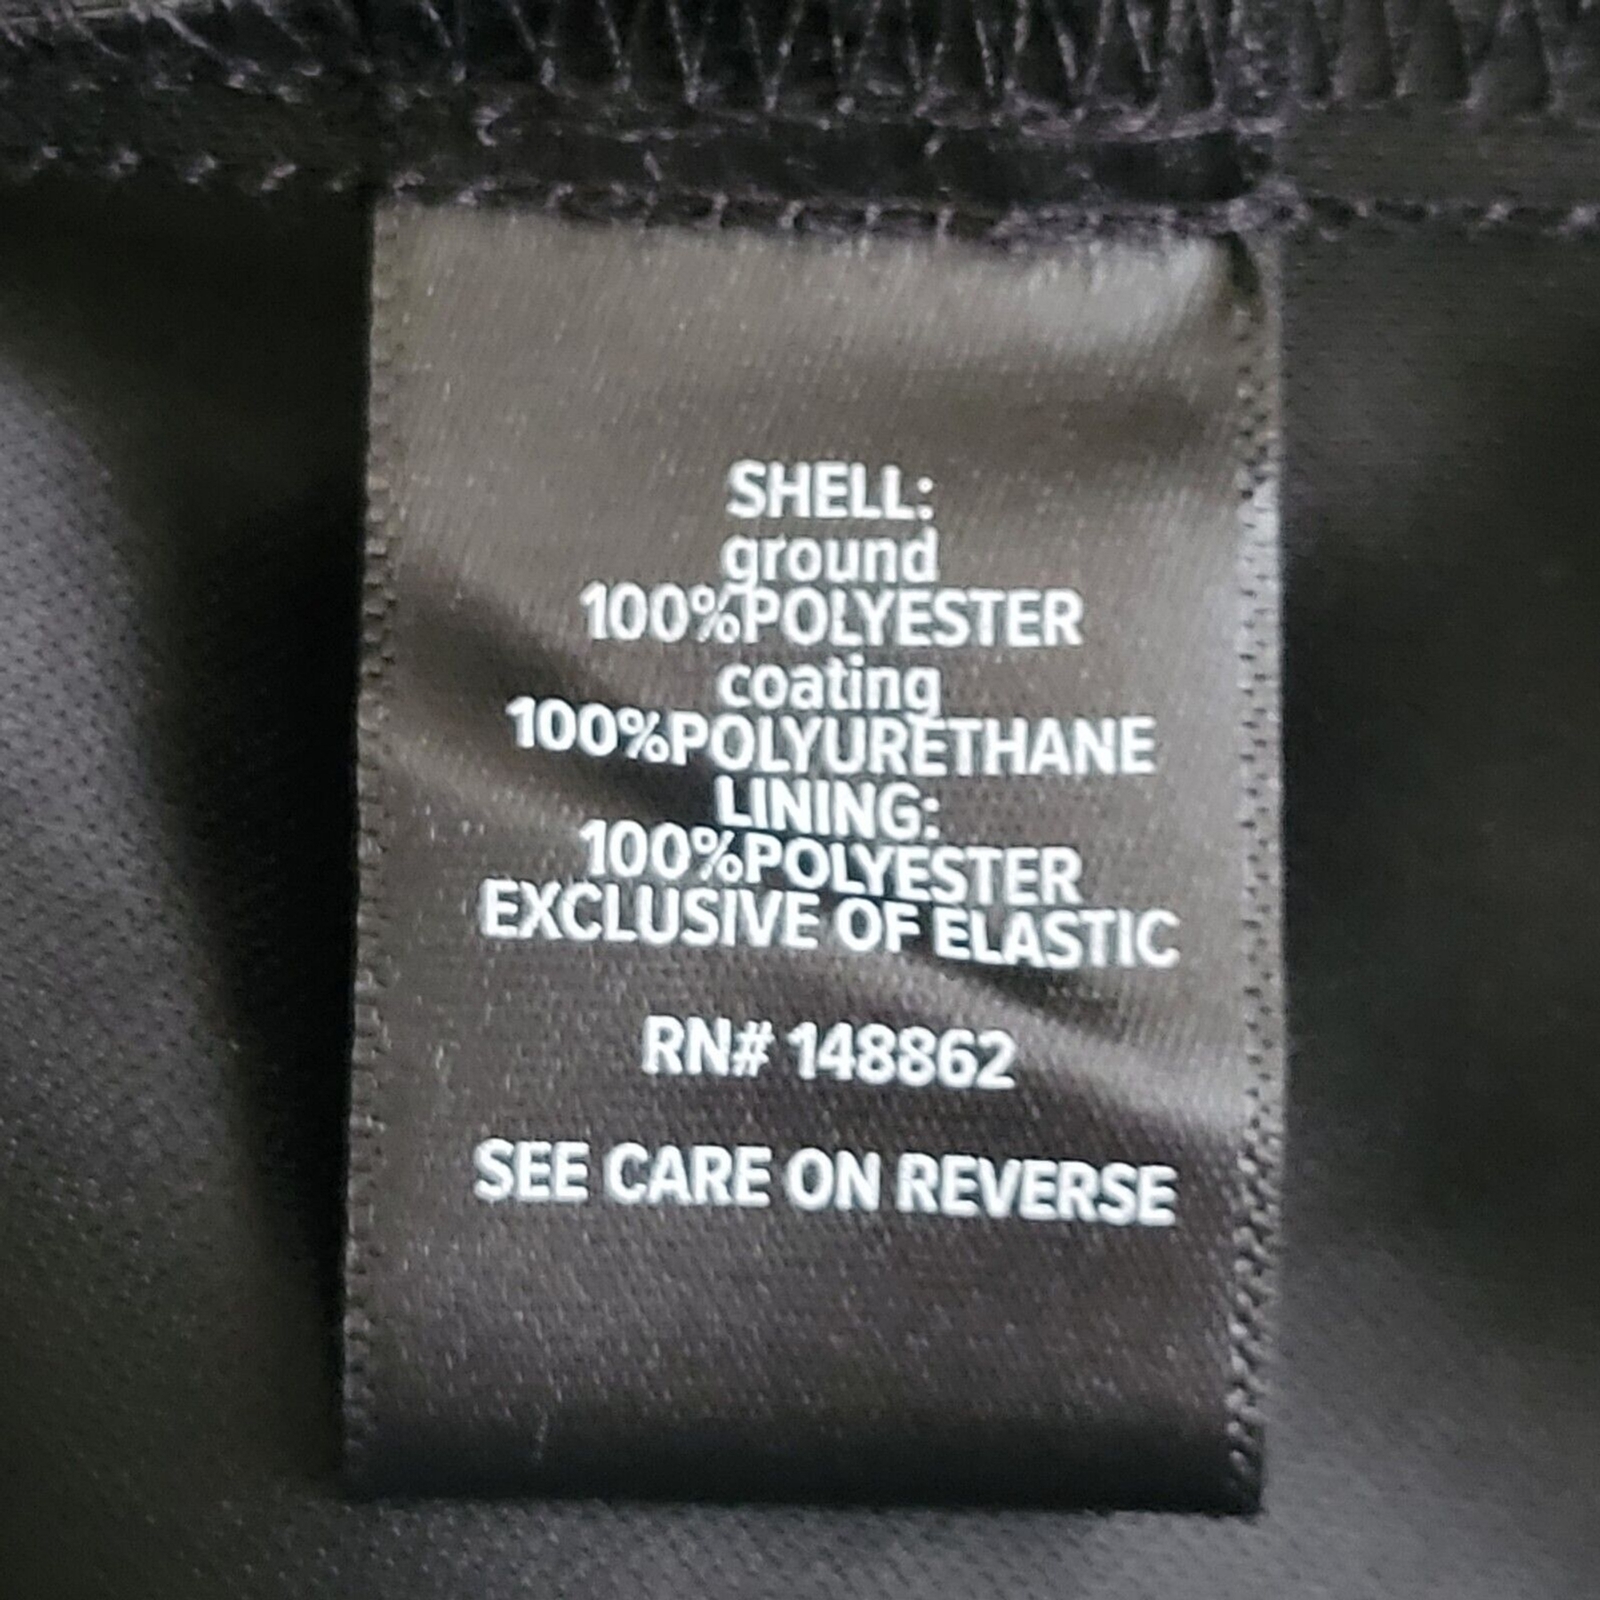 SHELL:
ground
100%POLYESTER
coating
100%POLYURETHANE
LINING:
100%POLYESTER
EXCLUSIVE OF ELASTIC
RN# 148862
SEE CARE ON REVERSE